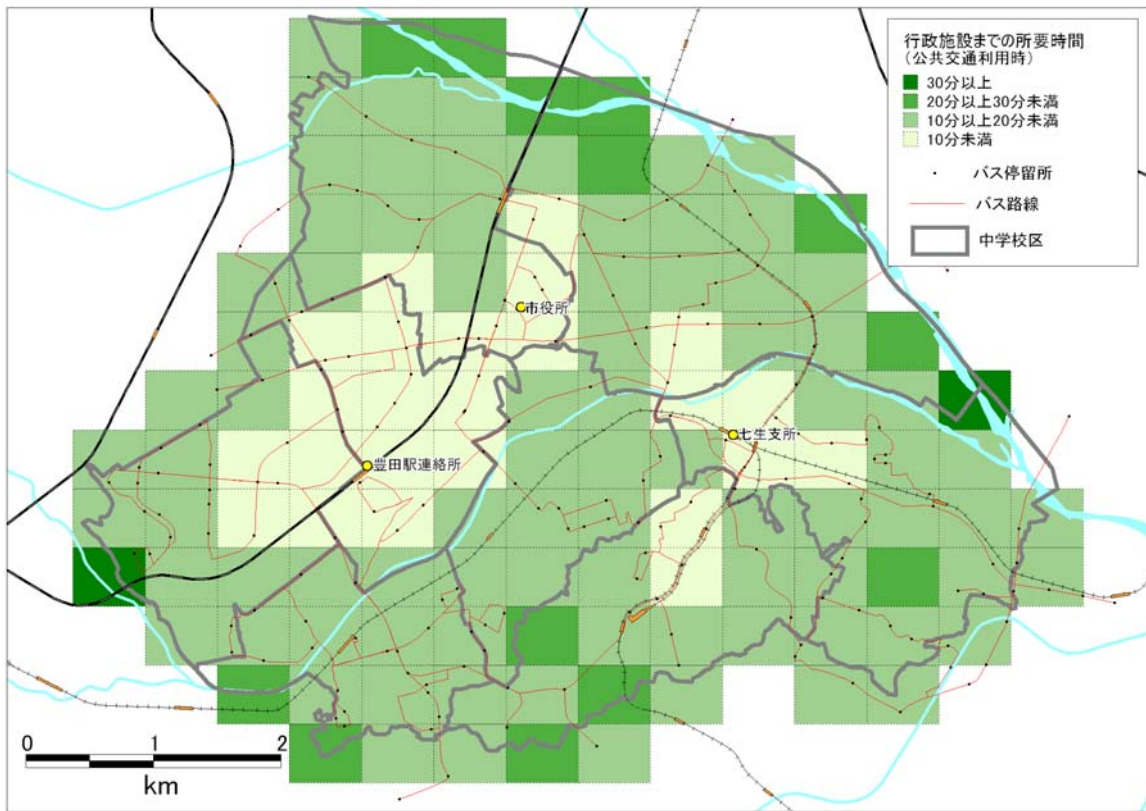 行政施設までの所要時間
(公共交通利用時)
30分以上
20分以上30分未満
10分以上20分未満
10分未満
バス停留所
バス路線
中学校区
市役所
七生支所
豊田駅連絡所
0 1 2
km